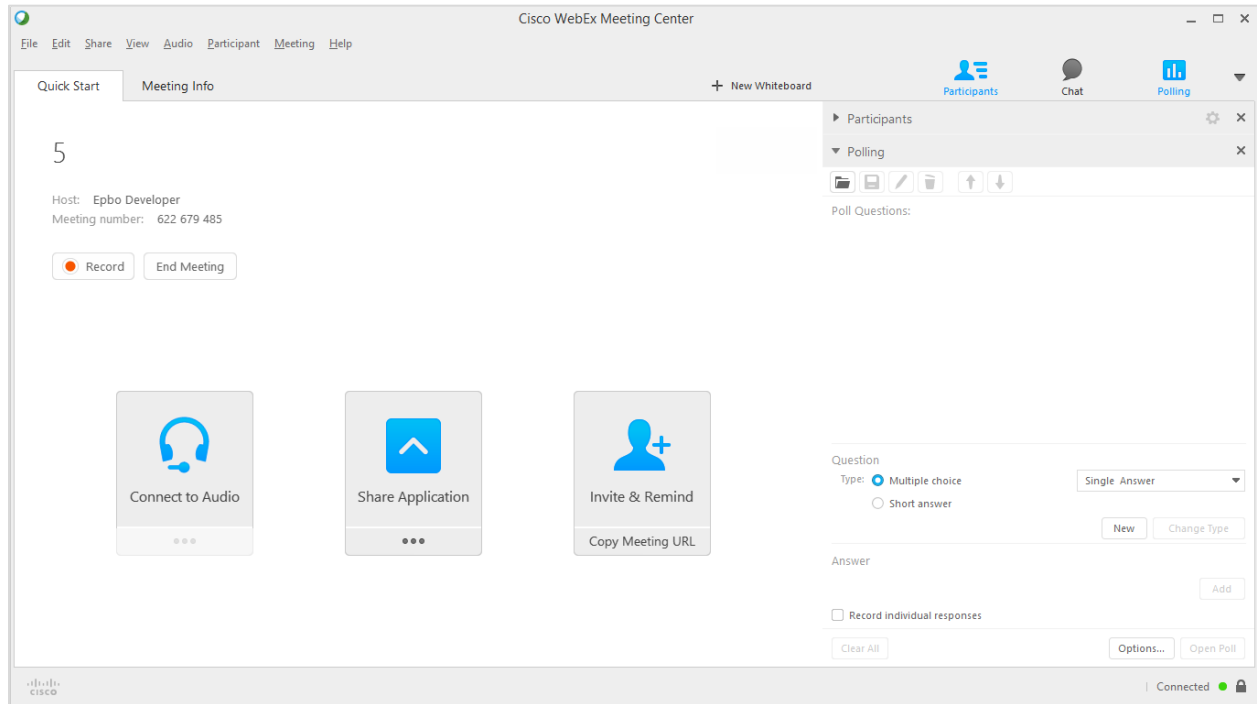 Cisco WebEx Meeting Center
File Edit Share View Audio Participant Meeting Help
Quick Start Meeting Info + New Whiteboard Participants Chat Polling
Participants
5
Polling
Host: Epbo Developer
Meeting number: 622 679 485
Poll Questions:
Record End Meeting
Question
Type: Multiple choice Single Answer
Short answer
Connect to Audio Share Application Invite & Remind
New Change Type
Copy Meeting URL
Answer
Add
Record individual responses
Clear All Options... Open Poll
CISCO
Connected